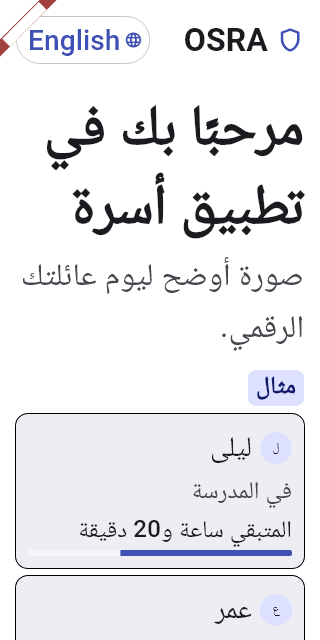 OSRA
English
مرحبًا بك في
تطبيق أسرة
صورة أوضح ليوم عائلتك
الرقمي.
مثال
ل ليلى
في المدرسة
المتبقي ساعة و20 دقيقة
ع عمر